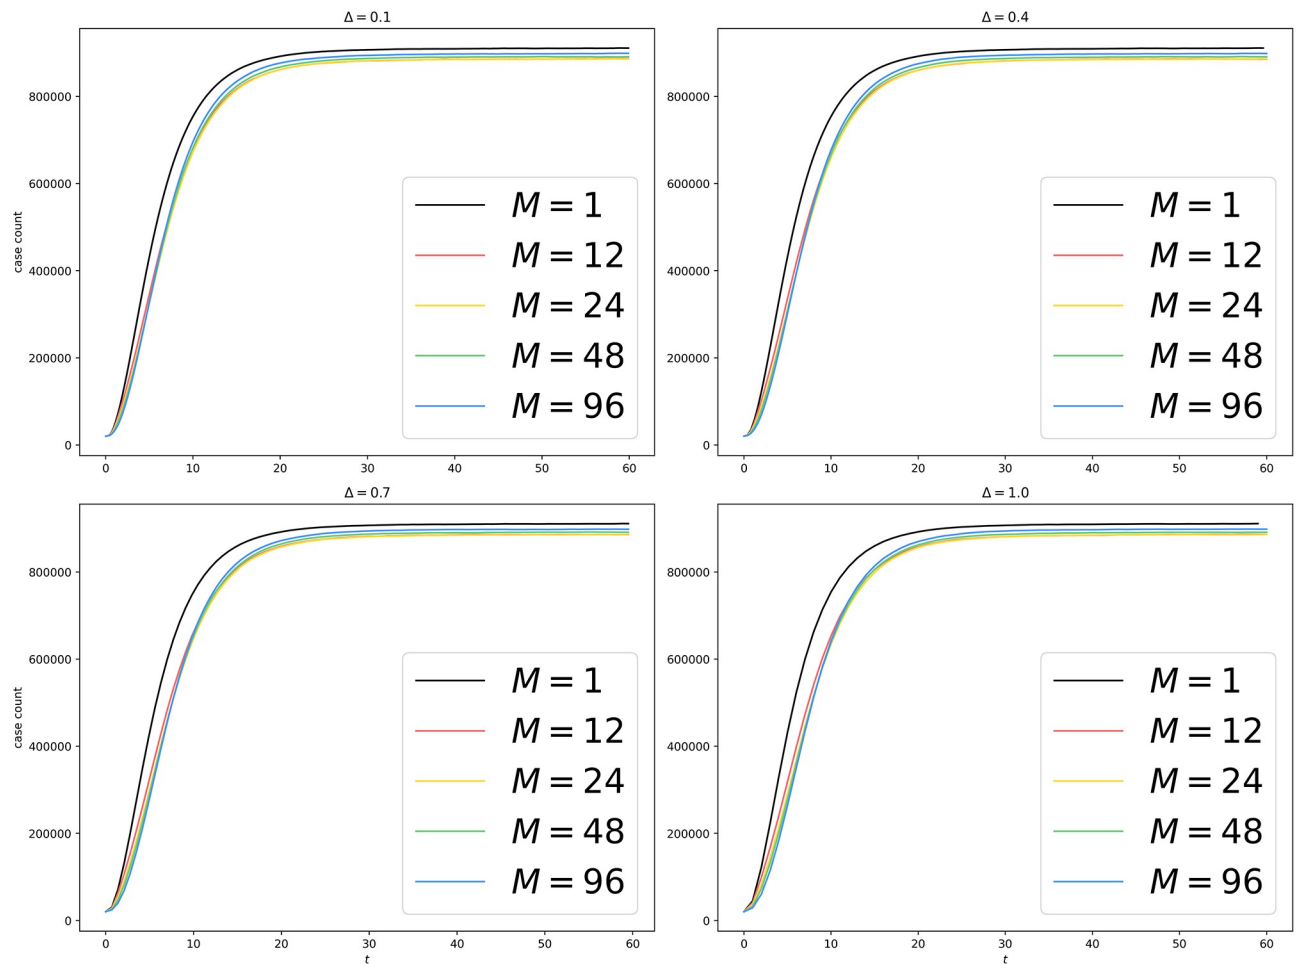 Δ = 0.1
case count
800000
600000
400000
200000
0
0 10 20 30 40 50 60
M = 1
M = 12
M = 24
M = 48
M = 96
Δ = 0.4
800000
600000
400000
200000
0
0 10 20 30 40 50 60
M = 1
M = 12
M = 24
M = 48
M = 96
Δ = 0.7
case count
800000
600000
400000
200000
0
0 10 20 30 40 50 60
t
M = 1
M = 12
M = 24
M = 48
M = 96
Δ = 1.0
800000
600000
400000
200000
0
0 10 20 30 40 50 60
t
M = 1
M = 12
M = 24
M = 48
M = 96